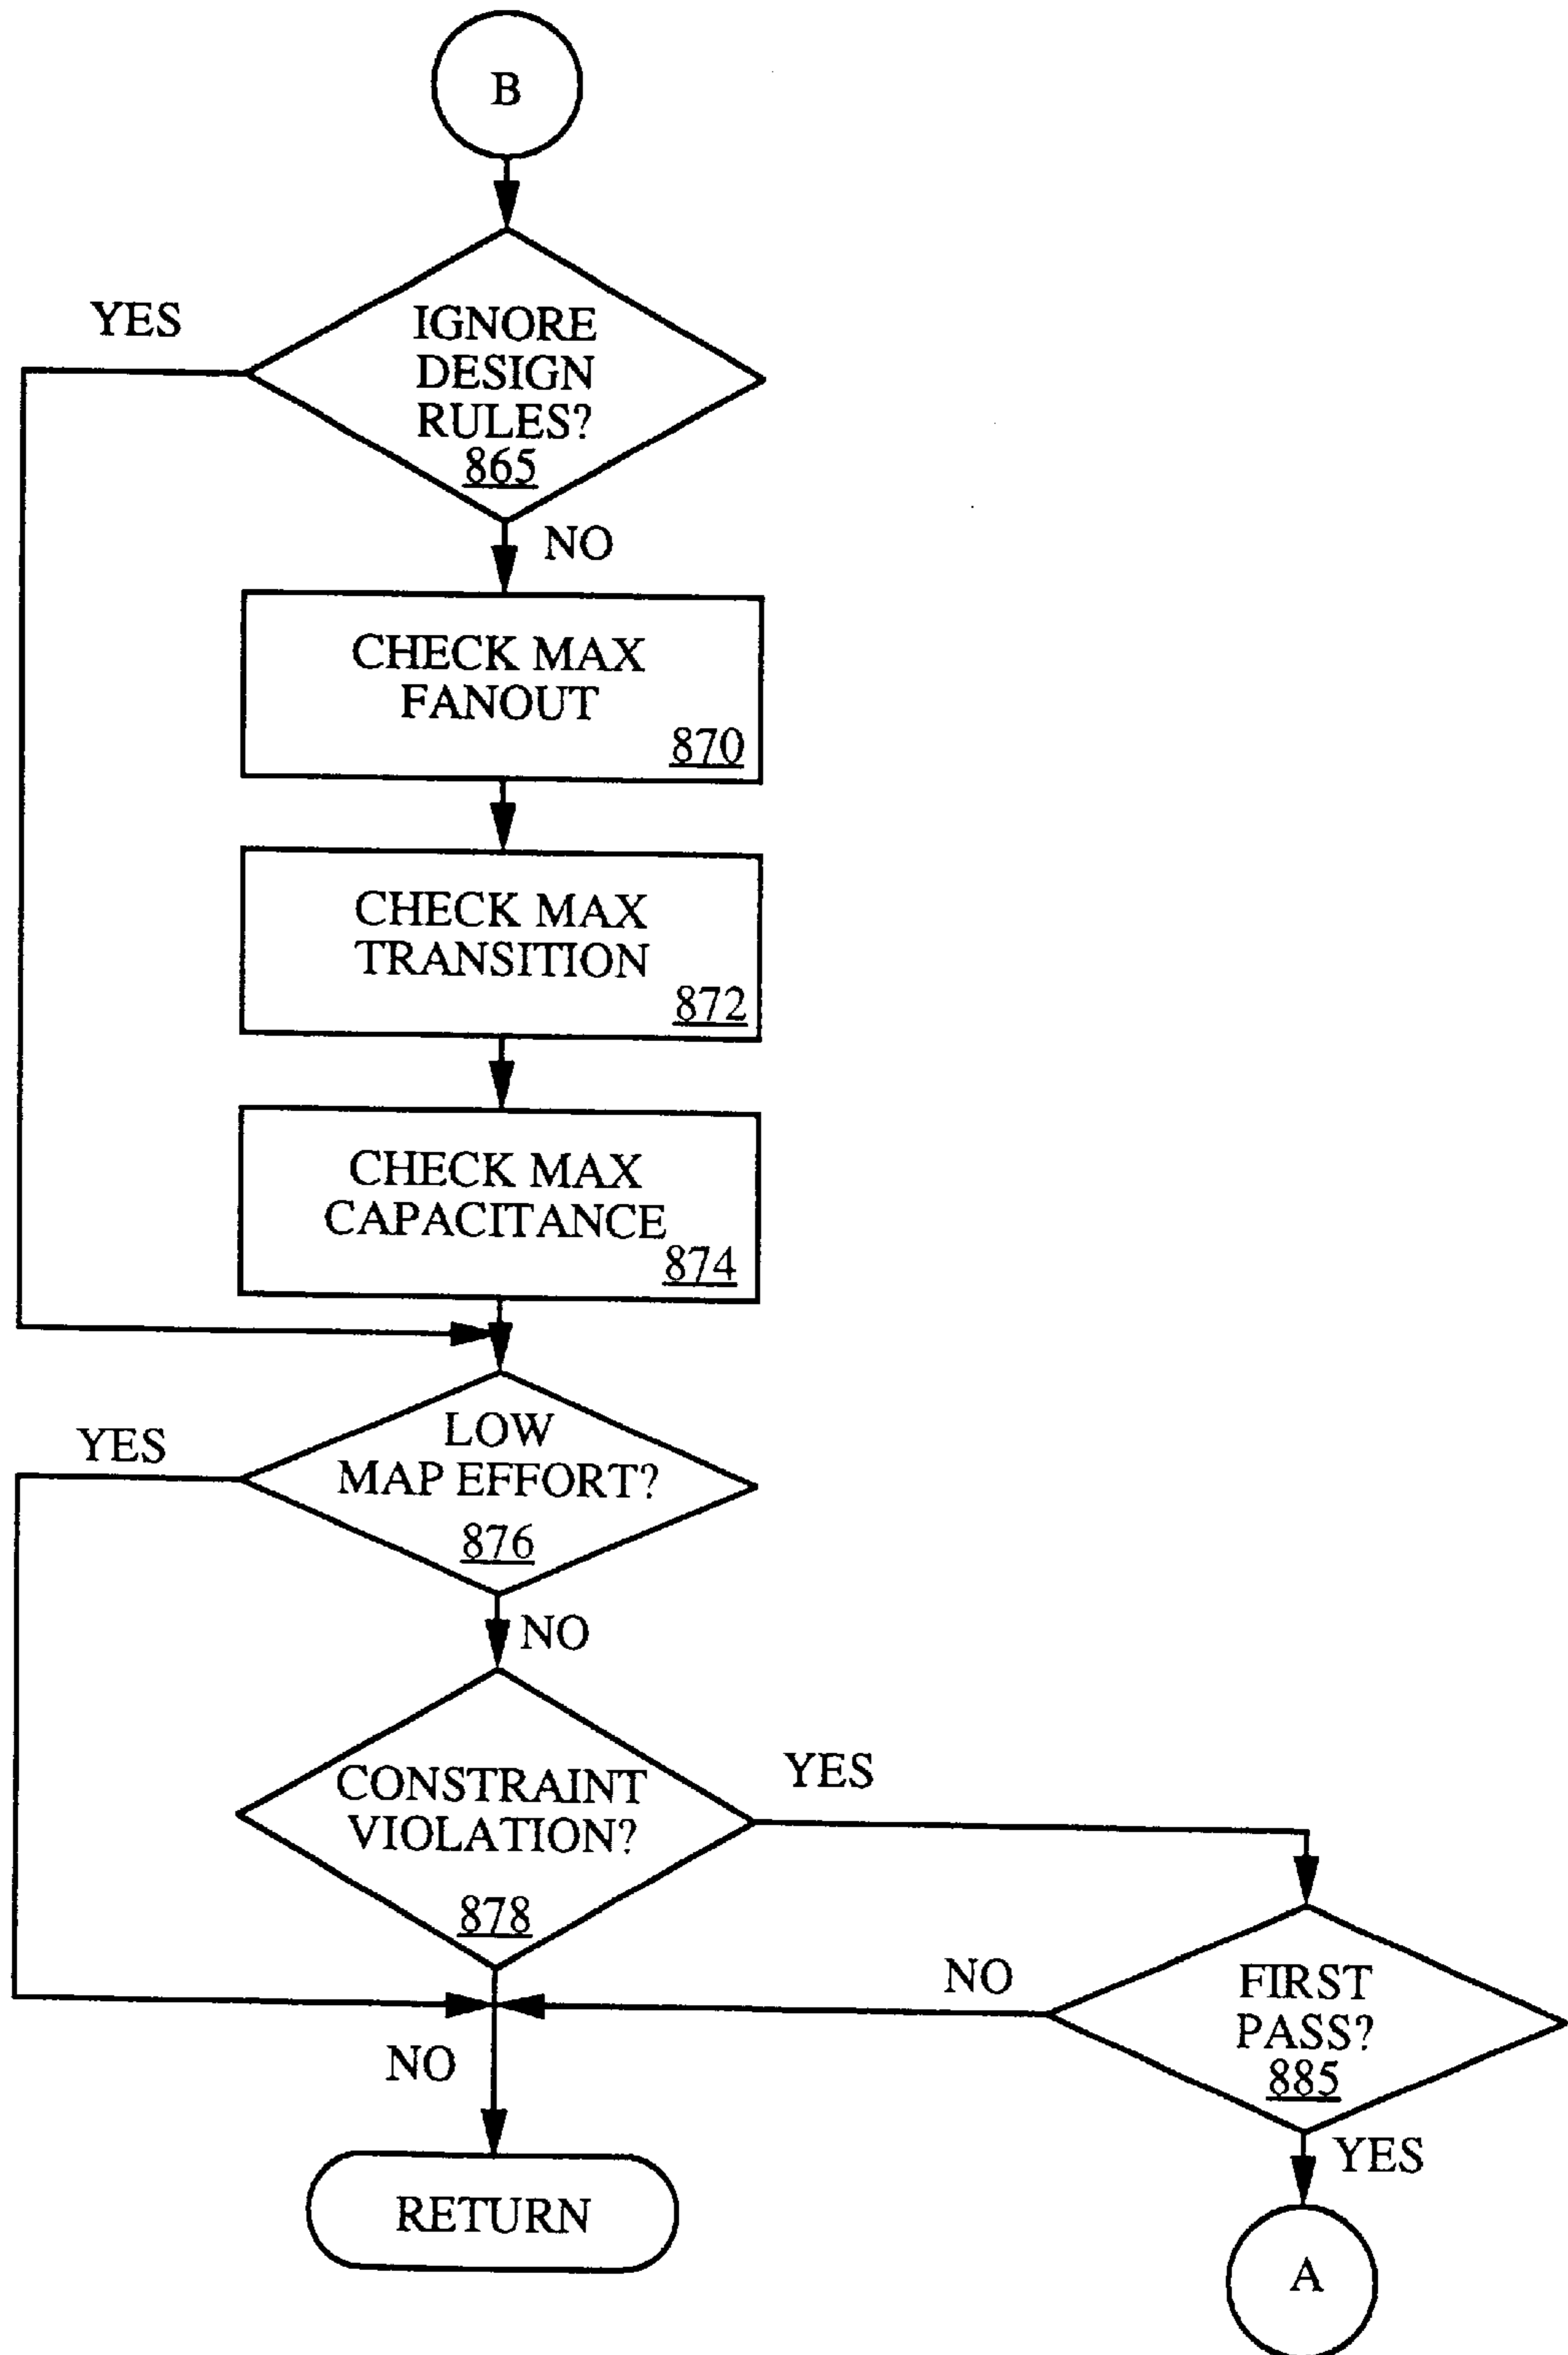 B
YES
IGNORE
DESIGN
RULES?
865
NO
CHECK MAX
FANOUT
870
CHECK MAX
TRANSITION
872
CHECK MAX
CAPACITANCE
874
YES
LOW
MAP EFFORT?
876
NO
CONSTRAINT
VIOLATION?
878
YES
NO
FIRST
PASS?
885
NO
YES
RETURN
A